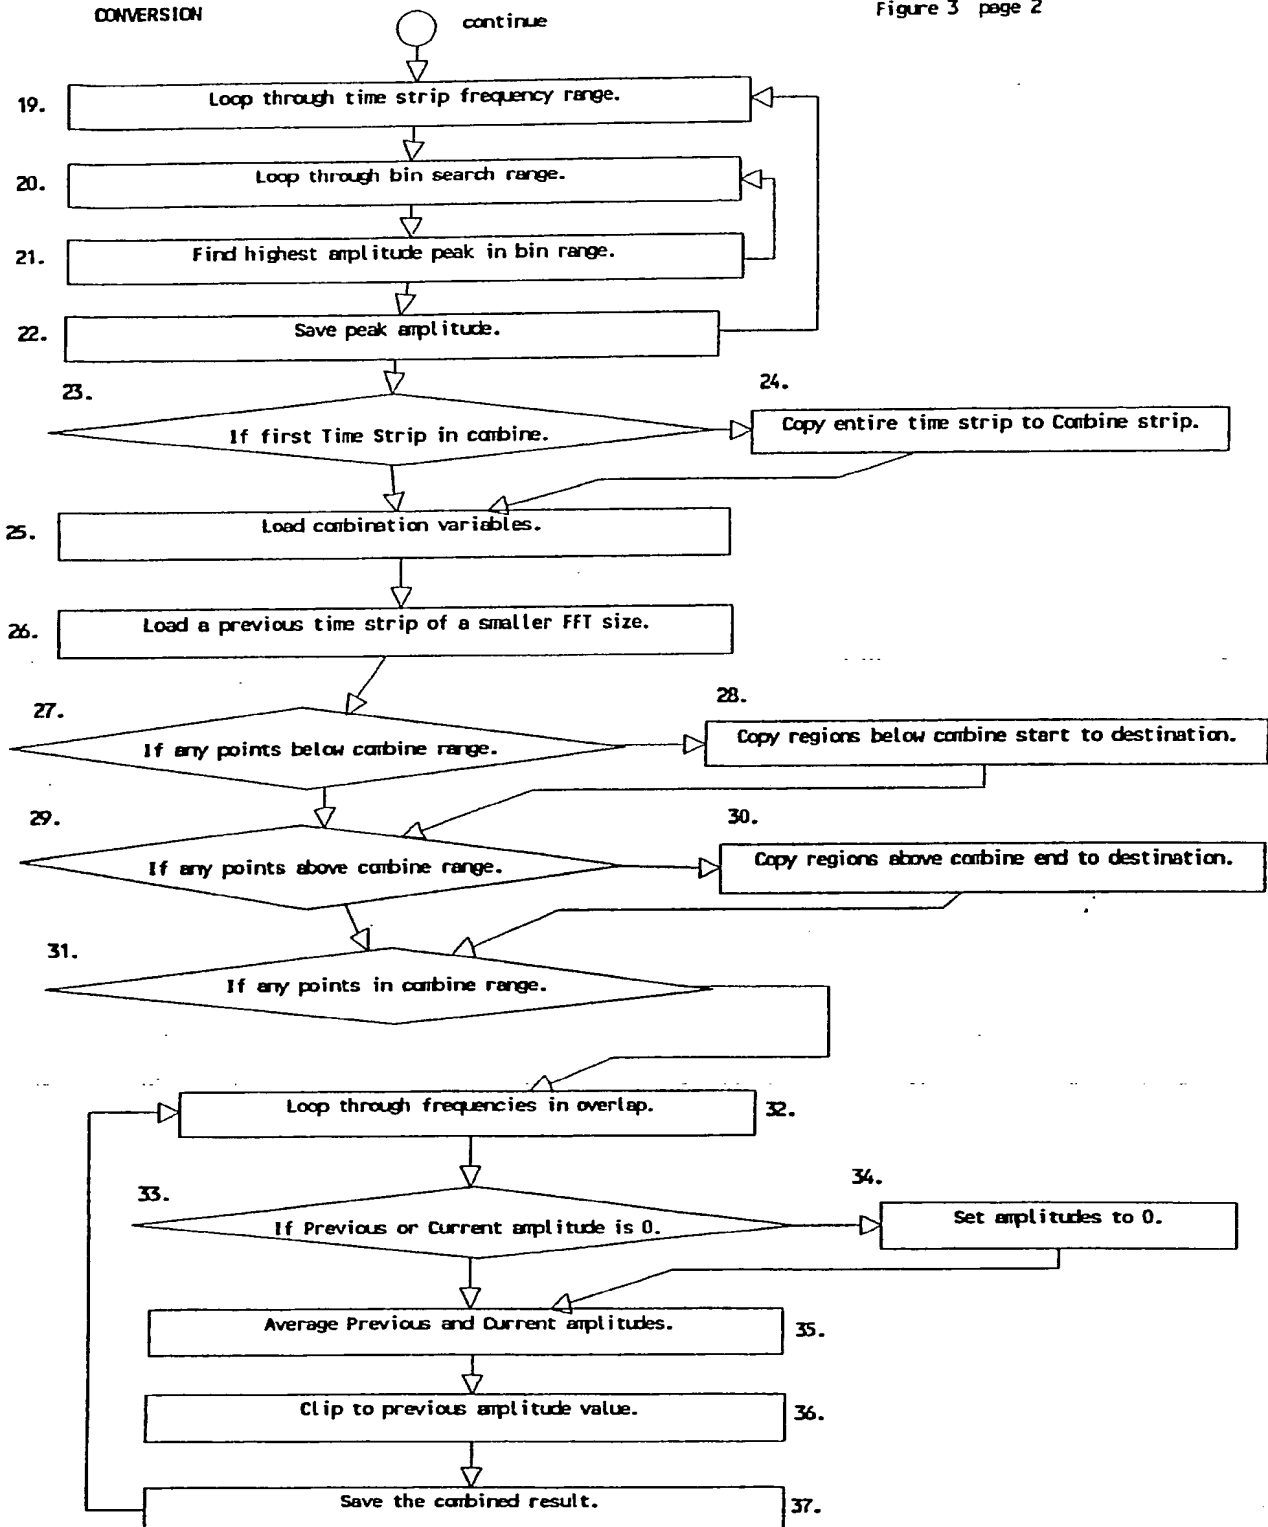 CONVERSION
continue
Figure 3 page 2
19.
Loop through time strip frequency range.
20.
Loop through bin search range.
21.
Find highest amplitude peak in bin range.
22.
Save peak amplitude.
23.
If first Time Strip in combine.
24.
Copy entire time strip to Combine strip.
25.
Load combination variables.
26.
Load a previous time strip of a smaller FFT size.
27.
If any points below combine range.
28.
Copy regions below combine start to destination.
29.
If any points above combine range.
30.
Copy regions above combine end to destination.
31.
If any points in combine range.
Loop through frequencies in overlap.
32.
33.
If Previous or Current amplitude is 0.
34.
Set amplitudes to 0.
Average Previous and Current amplitudes.
35.
Clip to previous amplitude value.
36.
Save the combined result.
37.